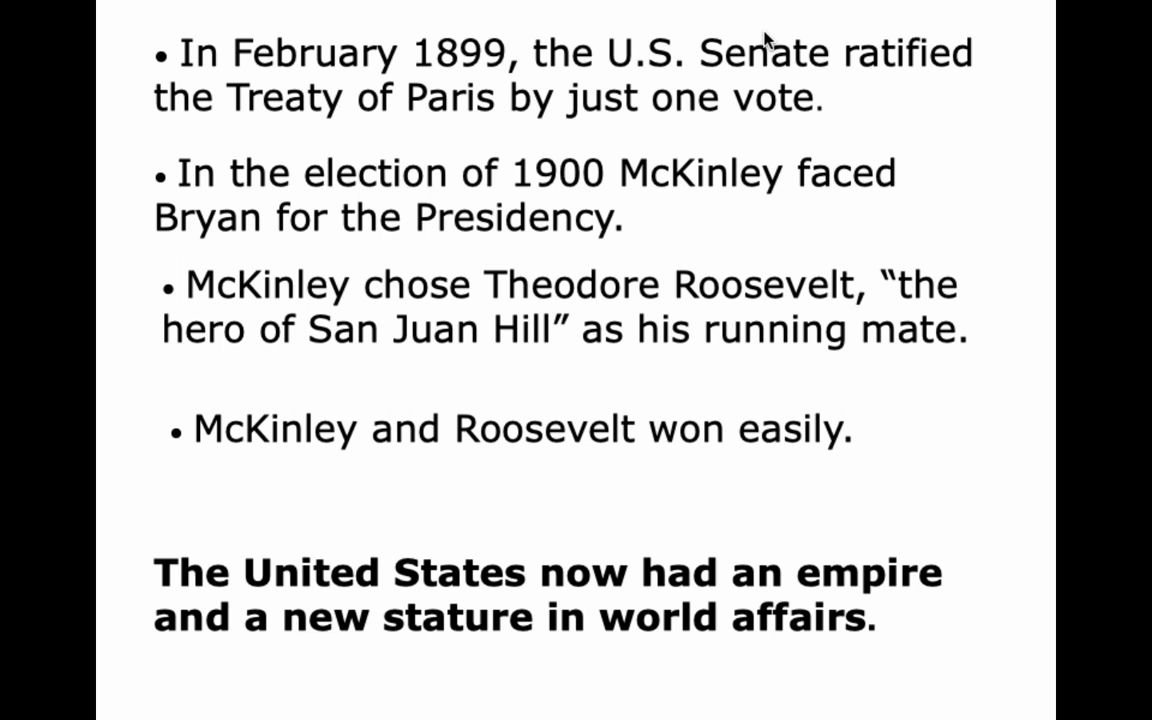 • In February 1899, the U.S. Senate ratified
the Treaty of Paris by just one vote.
• In the election of 1900 McKinley faced
Bryan for the Presidency.
• McKinley chose Theodore Roosevelt, “the
hero of San Juan Hill” as his running mate.
• McKinley and Roosevelt won easily.
The United States now had an empire
and a new stature in world affairs.